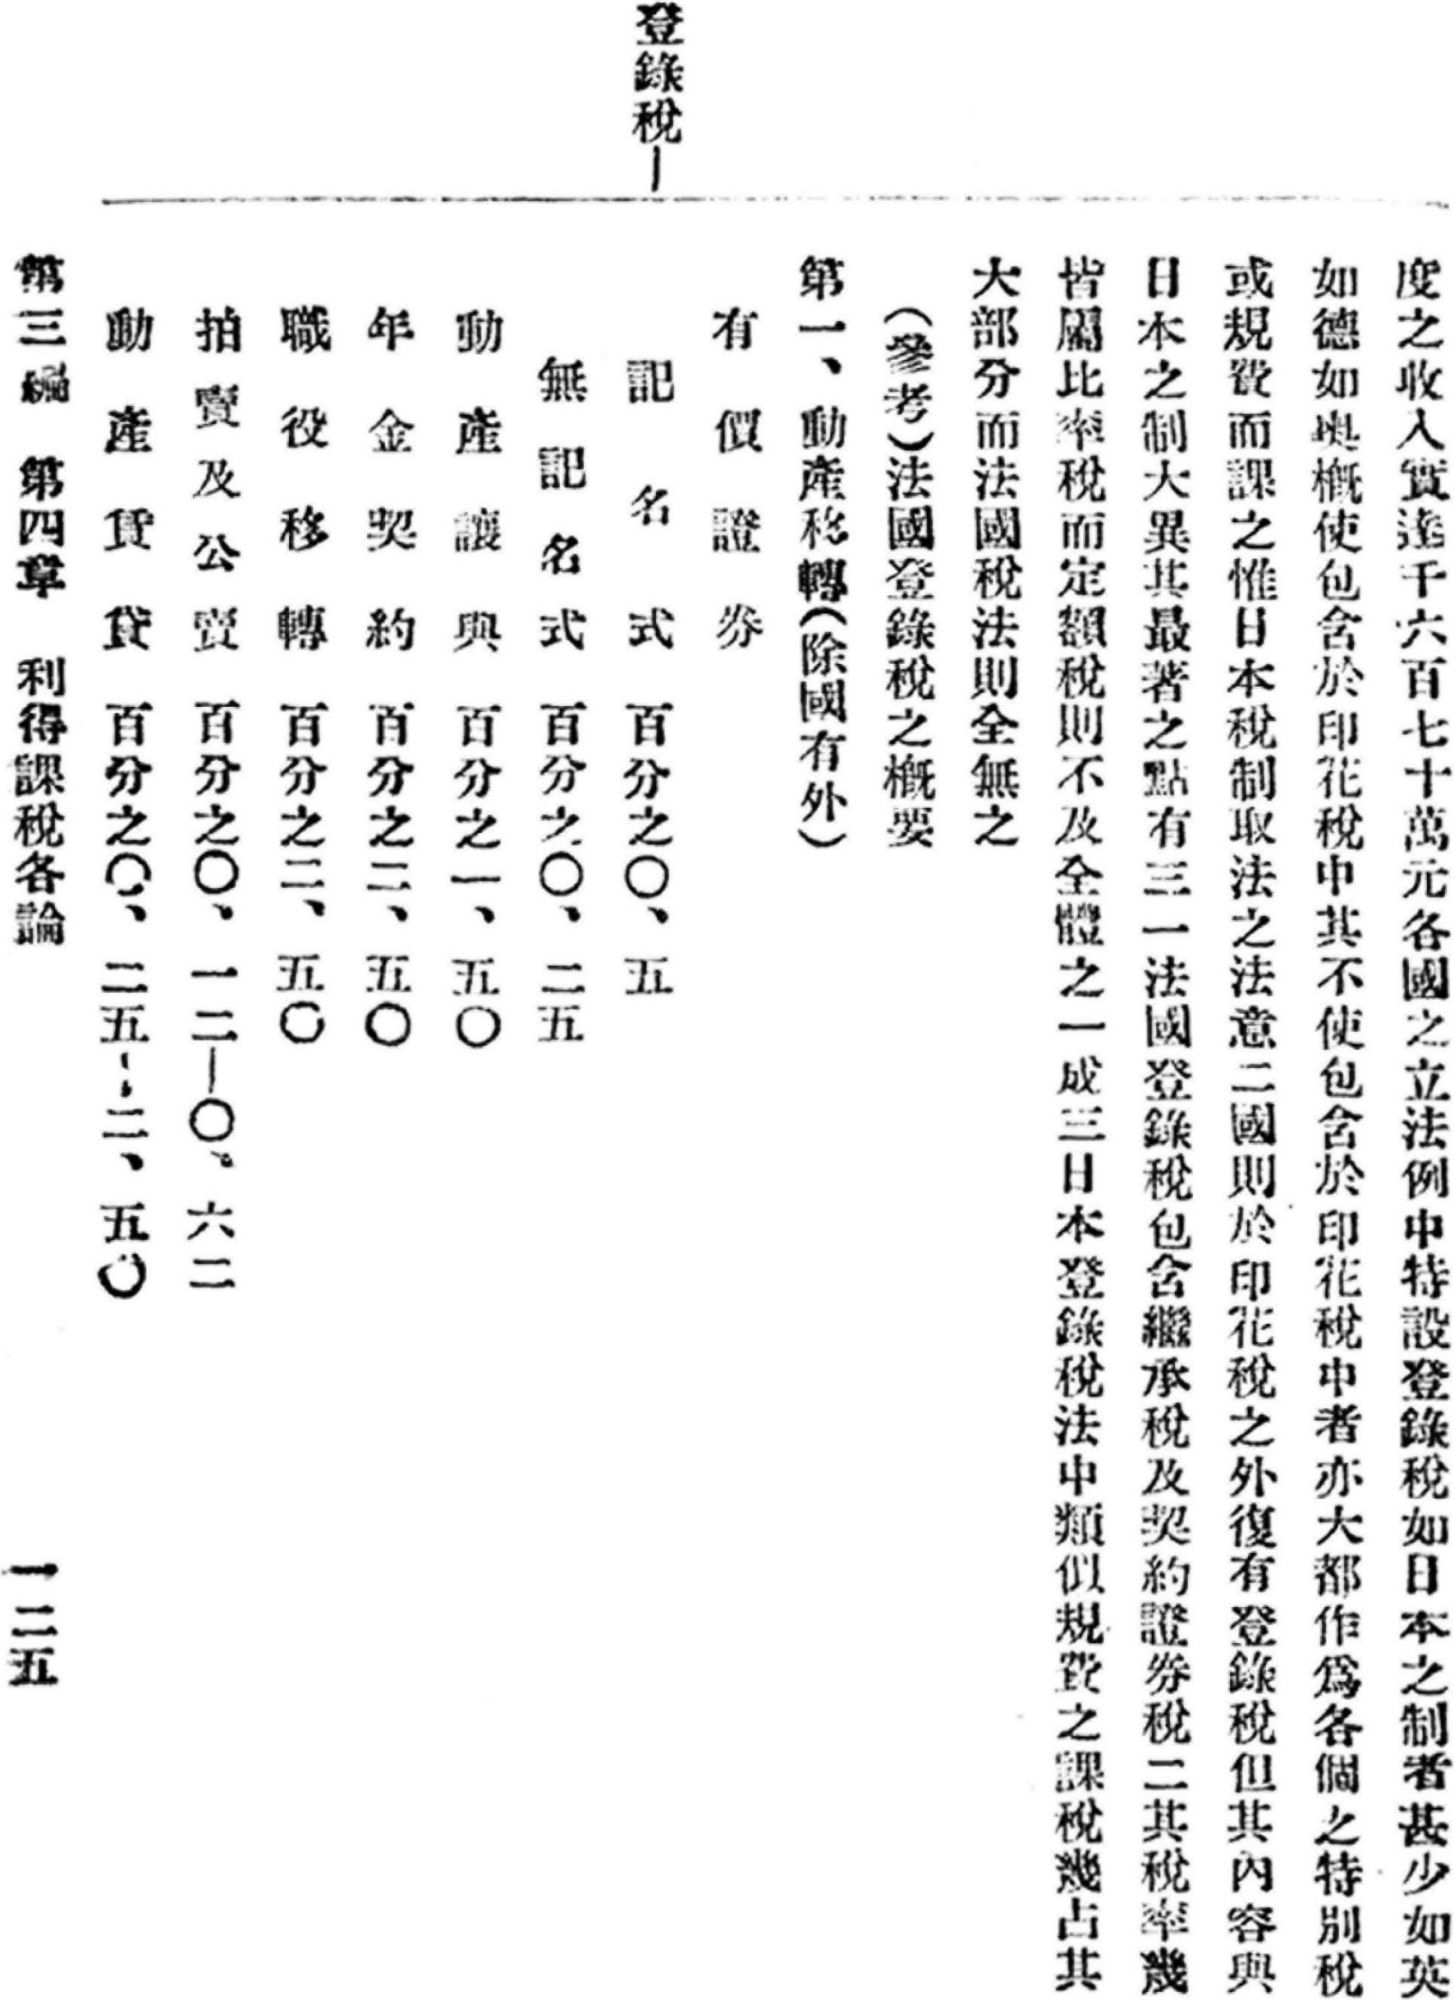 登錄稅—
度之收入實達千六百七十萬元各國之立法例中特設登錄稅如日本之制者甚少如英
如德如奧槪使包含於印花稅中其不使包含於印花稅中者亦大都作爲各個之特別稅
或規費而課之惟日本稅制取法之法意二國則於印花稅之外復有登錄稅但其內容與
日本之制大異其最著之點有三一法國登錄稅包含繼承稅及契約證券稅二其稅率幾
皆屬比率稅而定額稅則不及全體之一成三日本登錄稅法中類似規費之課稅幾占其
大部分而法國稅法則全無之
(參考)法國登錄稅之槪要
第一、動產移轉(除國有外)
有價證券
記名式 百分之〇、五
無記名式 百分之〇、二五
動產讓與 百分之一、五〇
年金契約 百分之二、五〇
職役移轉 百分之二、五〇
拍賣及公賣 百分之〇、一二—〇、六二
動產賃貸 百分之〇、二五—二、五〇
第三編 第四章 利得課稅各論
一二五